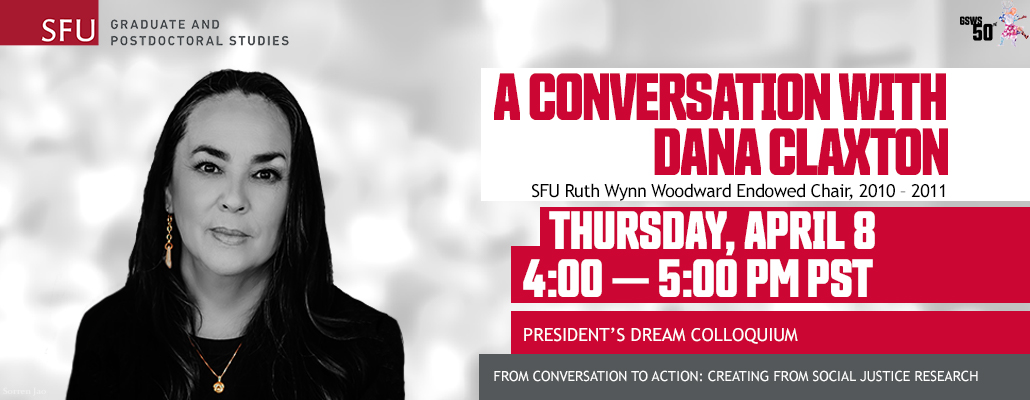 SFU
GRADUATE AND
POSTDOCTORAL STUDIES
GSWS
50
A CONVERSATION WITH
DANA CLAXTON
SFU Ruth Wynn Woodward Endowed Chair, 2010 - 2011
THURSDAY, APRIL 8
4:00 — 5:00 PM PST
PRESIDENT'S DREAM COLLOQUIUM
FROM CONVERSATION TO ACTION: CREATING FROM SOCIAL JUSTICE RESEARCH